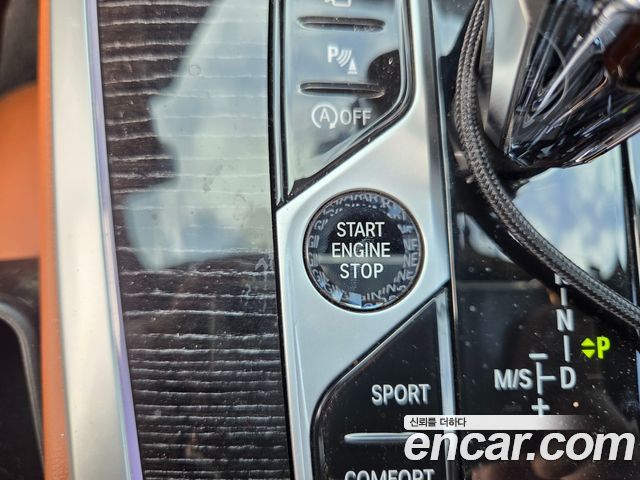 P
A OFF
START
ENGINE
STOP
R
N
P
M/S
D
+
SPORT
COMFORT
신뢰를 더하다
encar.com